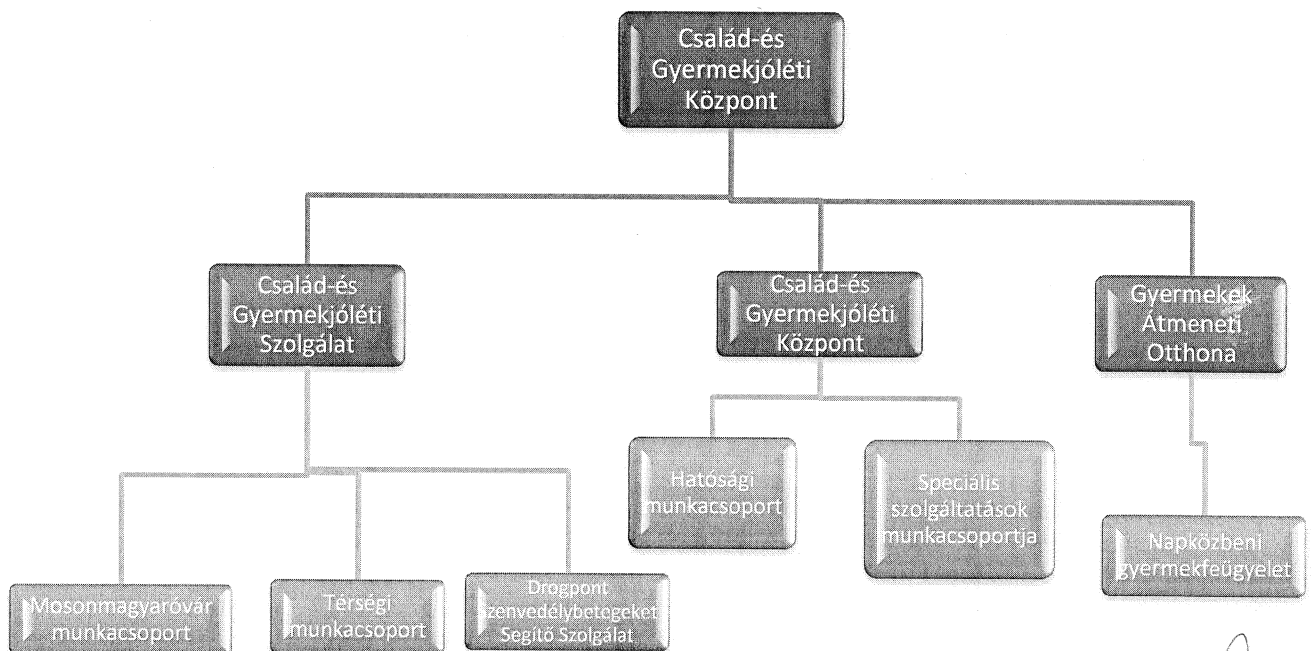 Család-és
Gyermekjóléti
Központ
Család-és
Gyermekjóléti
Szolgálat
Család-és
Gyermekjóléti
Központ
Gyermekek
Átmeneti
Otthona
Hatósági
munkacsoport
Speciális
szolgáltatások
munkacsoportja
Napközbeni
gyermekfeügyelet
Mosonmagyaróvár
munkacsoport
Térségi
munkacsoport
Drogpont
szenvedélybetegeket
Segítő Szolgálat